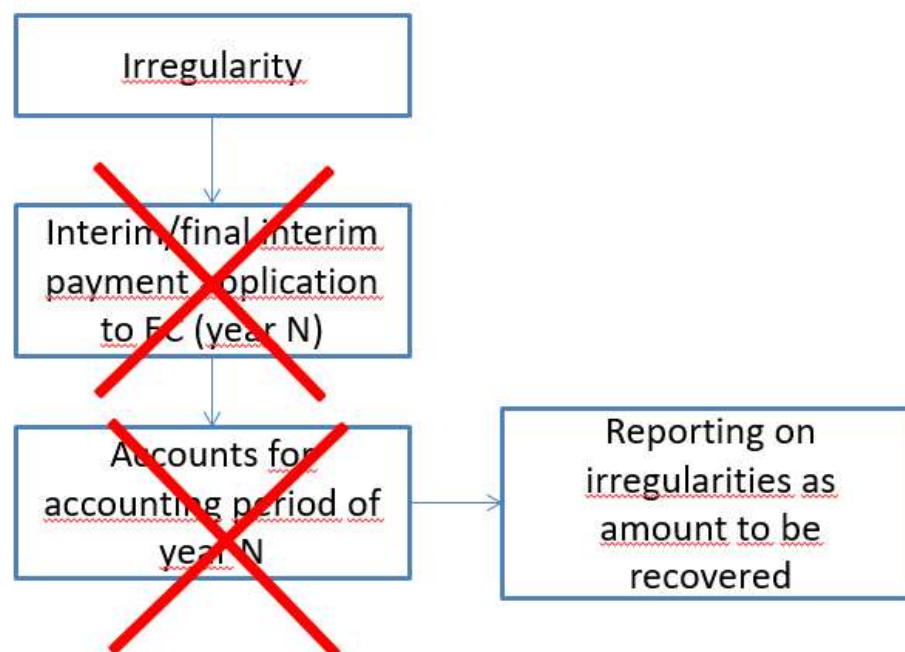 Irregularity
Interim/final interim
payment application
to EC (year N)
Accounts for
accounting period of
year N
Reporting on
irregularities as
amount to be
recovered